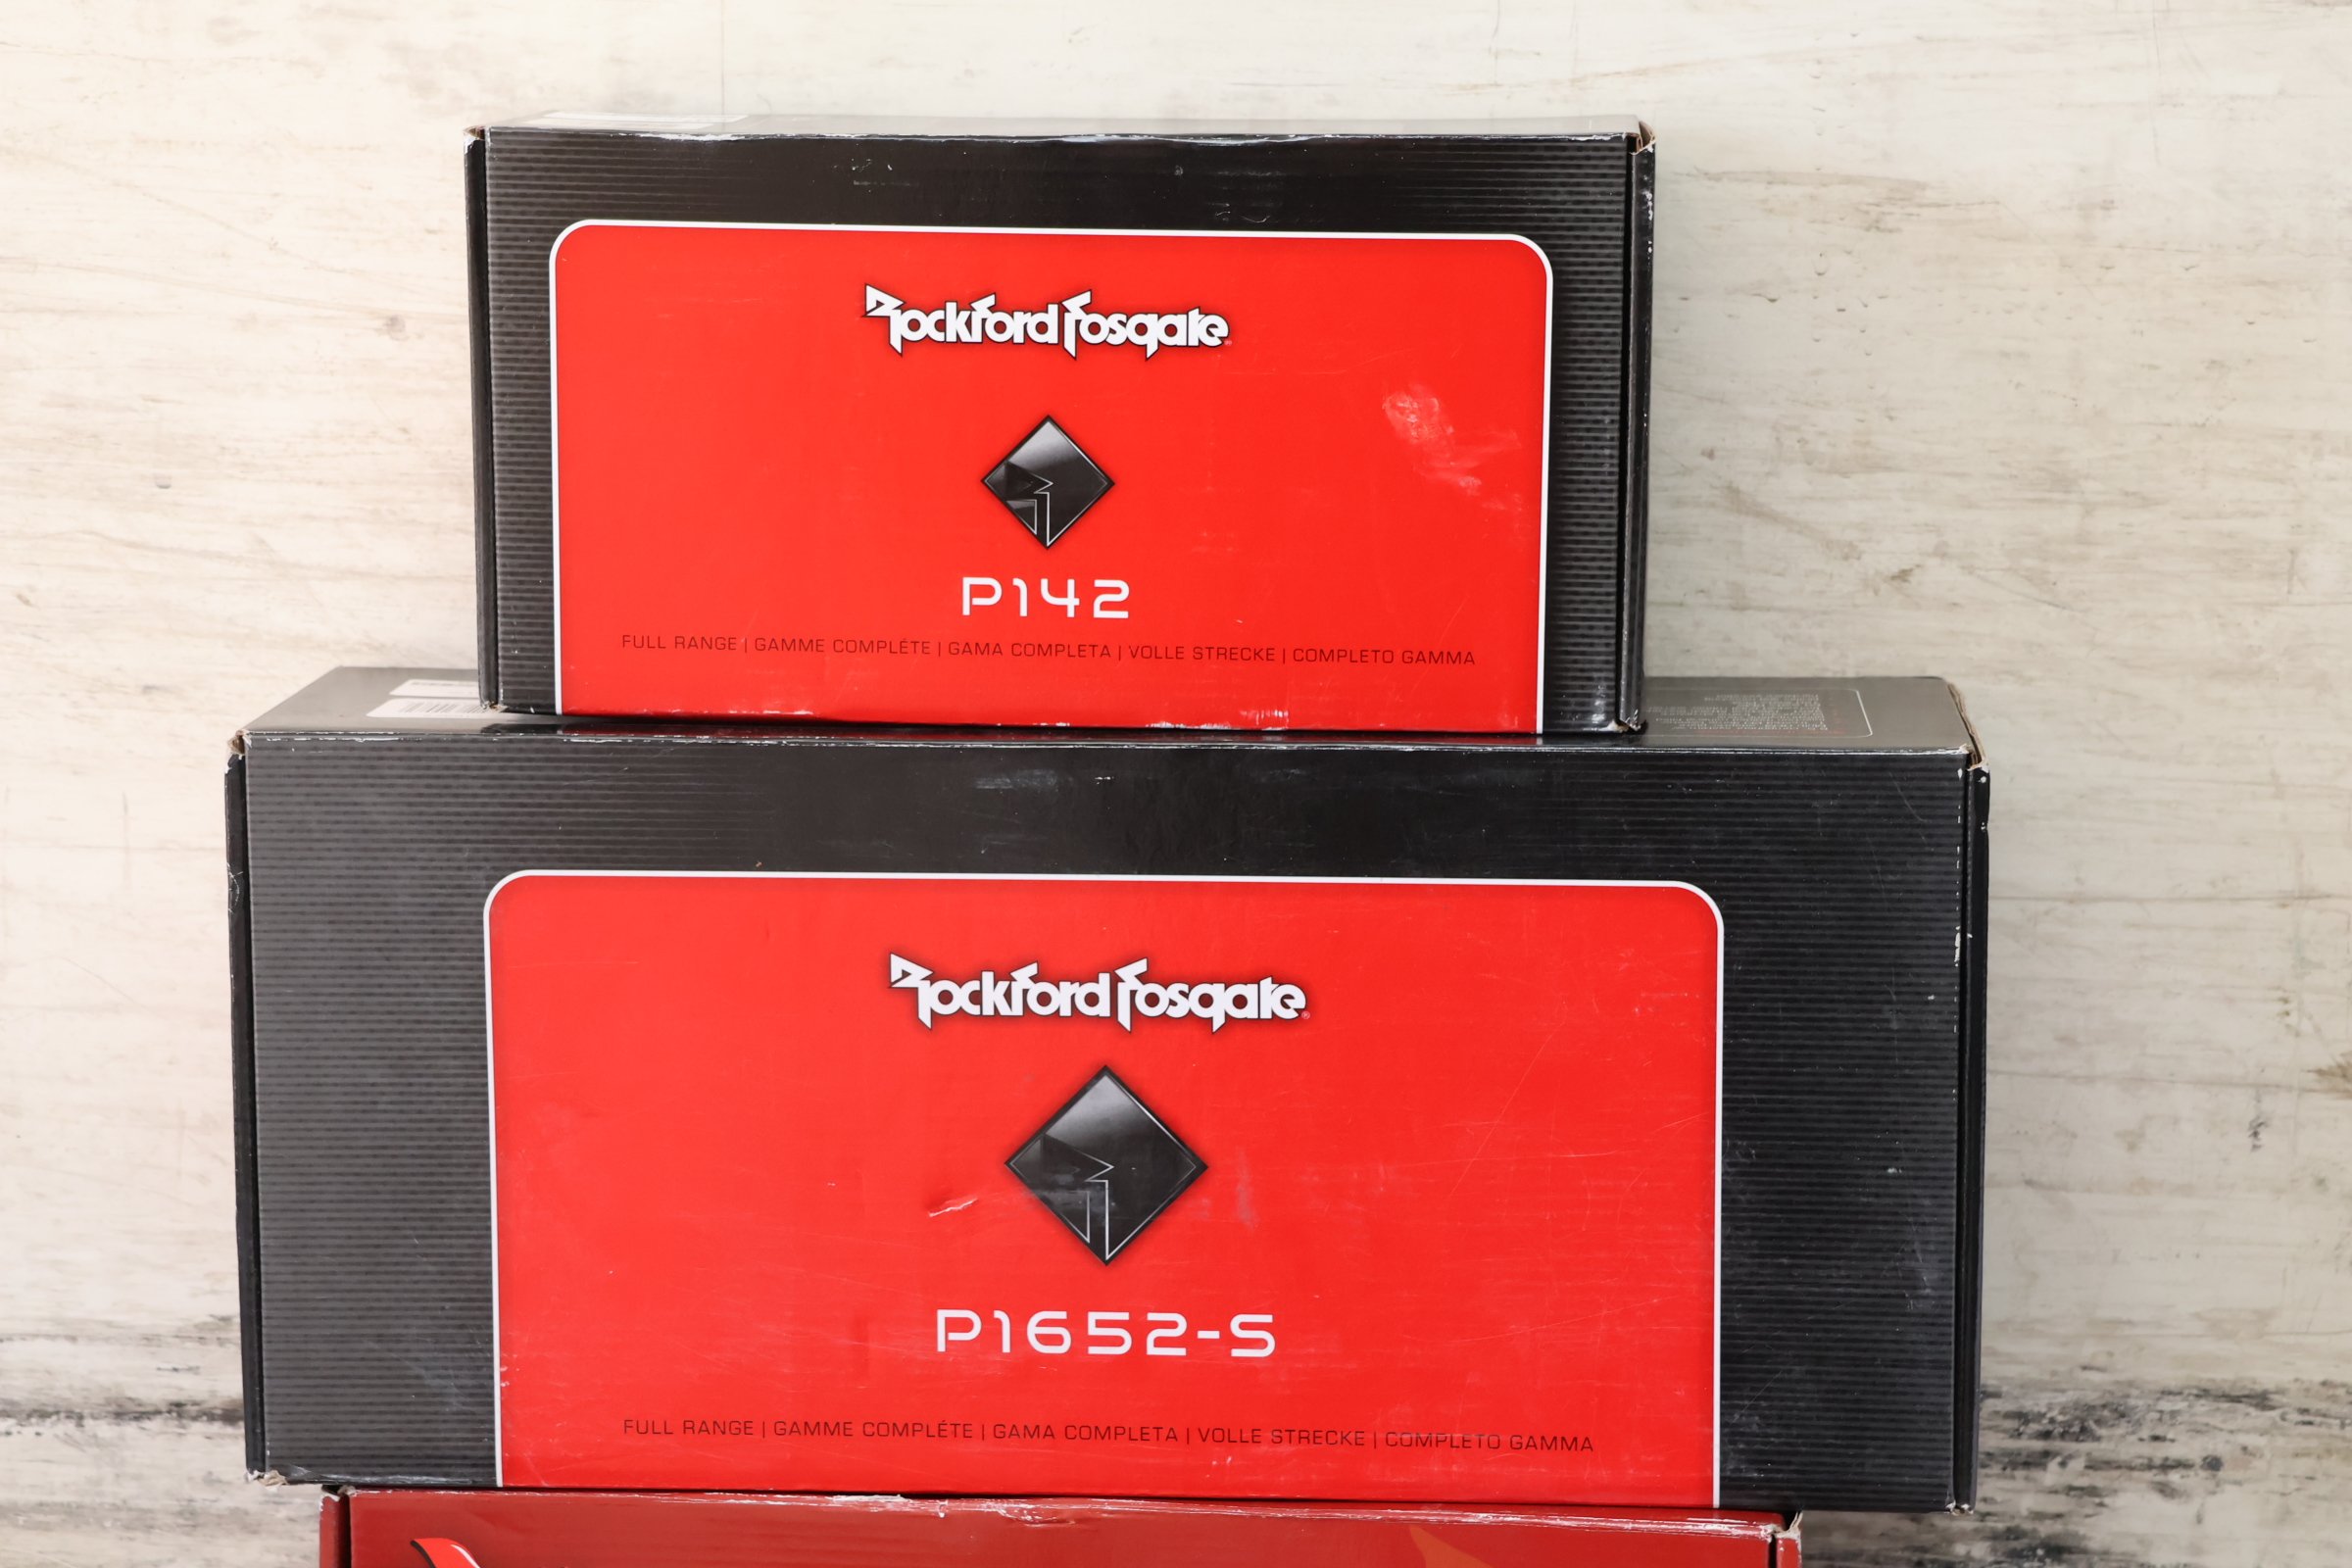 Rockford Fosgate
P142
FULL RANGE | GAMME COMPLÉTE | GAMA COMPLETA | VOLLE STRECKE | COMPLETO GAMMA
Rockford Fosgate®
P1652-S
FULL RANGE | GAMME COMPLÉTE | GAMA COMPLETA | VOLLE STRECKE | COMPLETO GAMMA